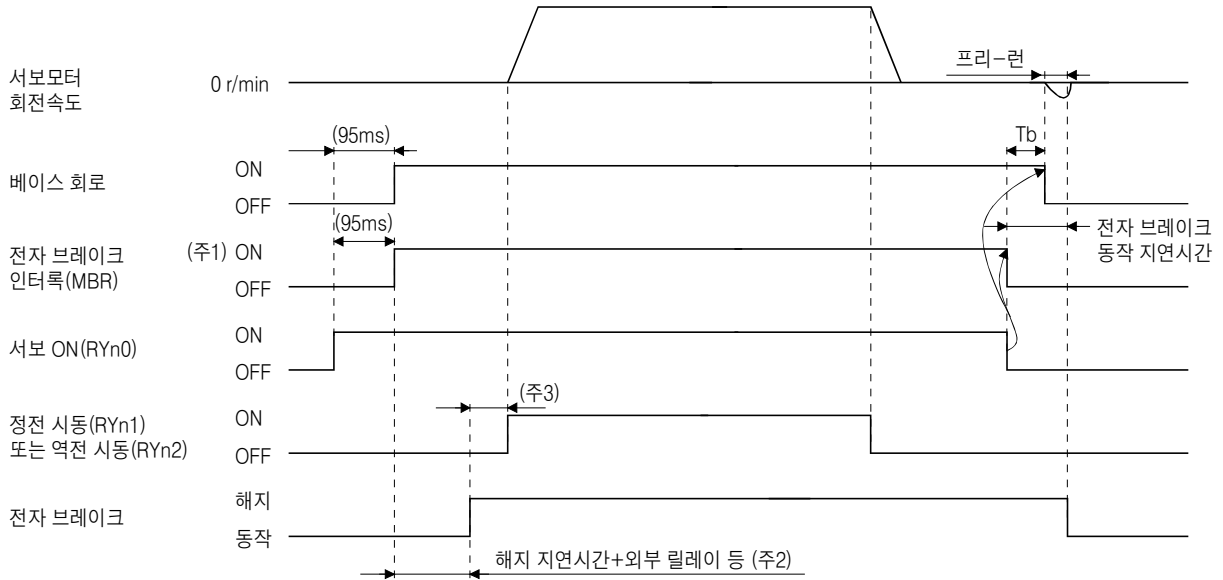 프리-런
서보모터
회전속도
0 r/min
(95ms)
Tb
베이스 회로
ON
OFF
(95ms)
전자 브레이크
동작 지연시간
전자 브레이크
인터록(MBR)
(주1) ON
OFF
서보 ON(RYn0)
ON
OFF
(주3)
정전 시동(RYn1)
또는 역전 시동(RYn2)
ON
OFF
전자 브레이크
해지
동작
해지 지연시간+외부 릴레이 등 (주2)